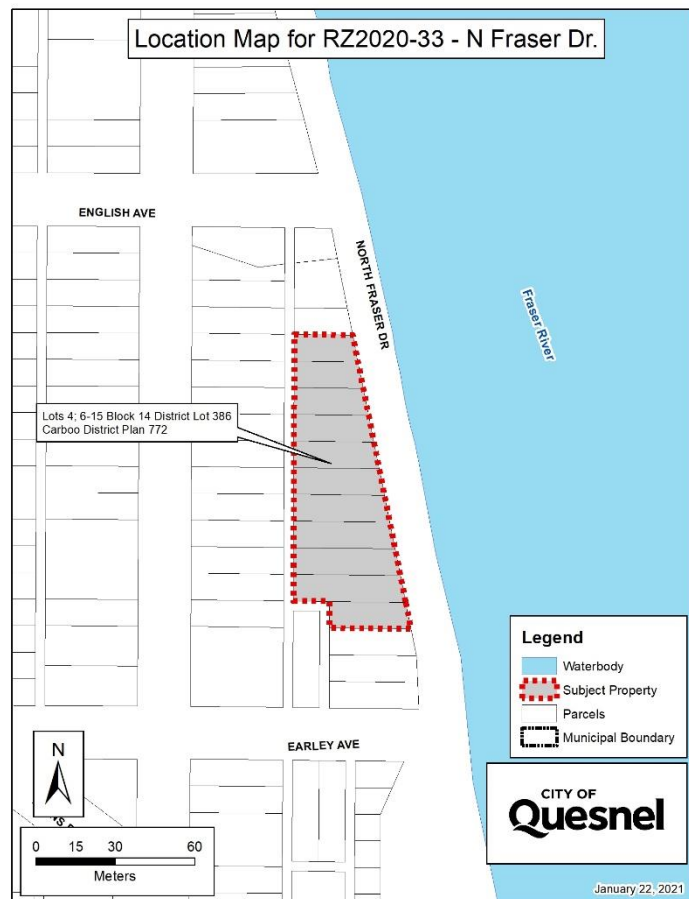 Location Map for RZ2020-33 - N Fraser Dr.
ENGLISH AVE
NORTH FRASER DR
Fraser River
Lots 4; 6-15 Block 14 District Lot 386
Carboo District Plan 772
Legend
Waterbody
Subject Property
Parcels
Municipal Boundary
EARLEY AVE
N
0 15 30 60
Meters
CITY OF
Quesnel
January 22, 2021